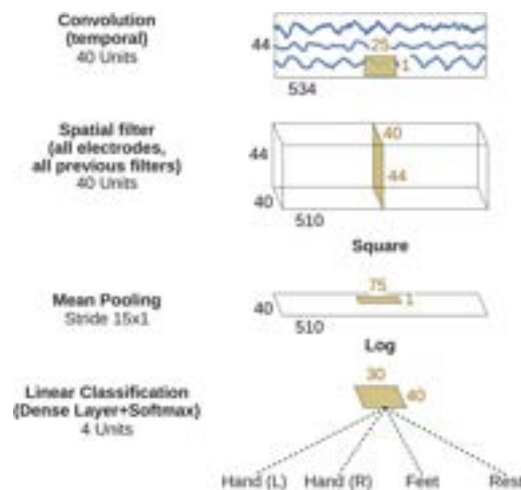 Convolution
(temporal)
40 Units
44
25
1
534
Spatial filter
(all electrodes,
all previous filters)
40 Units
44
40
44
40
510
Square
Mean Pooling
Stride 15x1
75
40
1
510
Log
Linear Classification
(Dense Layer+Softmax)
4 Units
30
40
Hand (L) Hand (R) Feet Rest